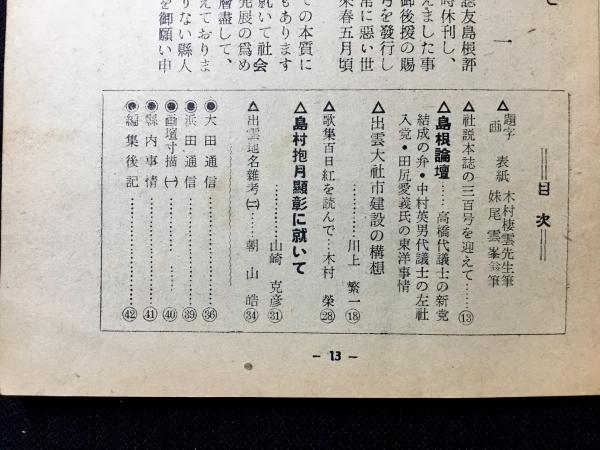 誌友島根評
時休刊し、
えました事
御後援の賜
号を発行し
常に悪い世
来春五月頃
ての本質に
もあります
就いて社会
発展の爲め
層盡して、
えておりま
りない縣人
を御願い申
目次
△題字 木村棲雲先生筆
画 表紙 妹尾雲峯翁筆
△社説本誌の三百号を迎えて……⑬
△島根論壇……高橋代議士の新党
結成の弁・中村英男代議士の左社
入党・田尻愛義氏の東洋事情
△出雲大社市建設の構想
……………川上繁一⑱
△歌集百日紅を読んで…木村榮㉘
△島村抱月顯彰に就いて
……………山崎克彦㉛
△出雲地名雜考㈡……朝山皓㉞
●大田通信……………㊱
●浜田通信……………㊴
●画壇寸描㈠……………㊵
●縣内事情……………㊶
●編集後記……………㊷
- 13 -